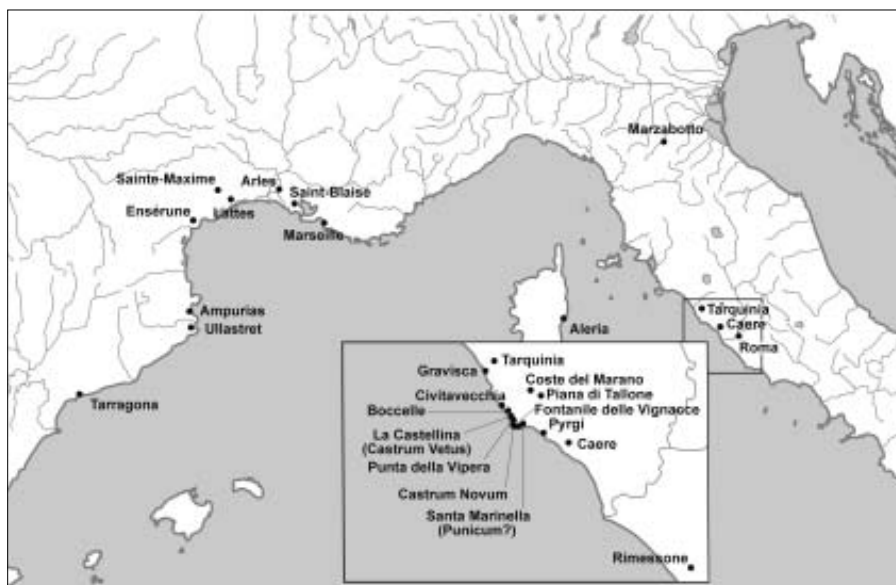 Marzabotto
Sainte-Maxime
Arles
Saint-Blaise
Lattes
Ensérune
Marseille
Ampurias
Ullastret
Tarragona
Aleria
Tarquinia
Caere
Roma
Tarquinia
Gravisca
Coste del Marano
Piana di Tallone
Civitavecchia
Boccelle
Fontanile delle Vignacce
Pyrgi
La Castellina
(Castrum Vetus)
Caere
Punta della Vipera
Castrum Novum
Santa Marinella
(Punicum?)
Rimessone